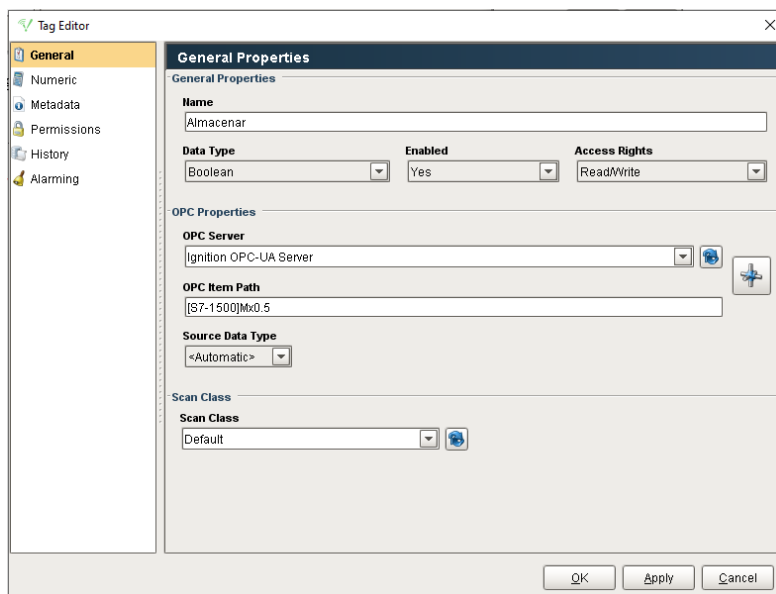 Tag Editor
General
Numeric
Metadata
Permissions
History
Alarming
General Properties
General Properties
Name
Almacenar
Data Type
Enabled
Access Rights
Boolean
Yes
Read/Write
OPC Properties
OPC Server
Ignition OPC-UA Server
OPC Item Path
[S7-1500]Mx0.5
Source Data Type
<Automatic>
Scan Class
Scan Class
Default
OK
Apply
Cancel